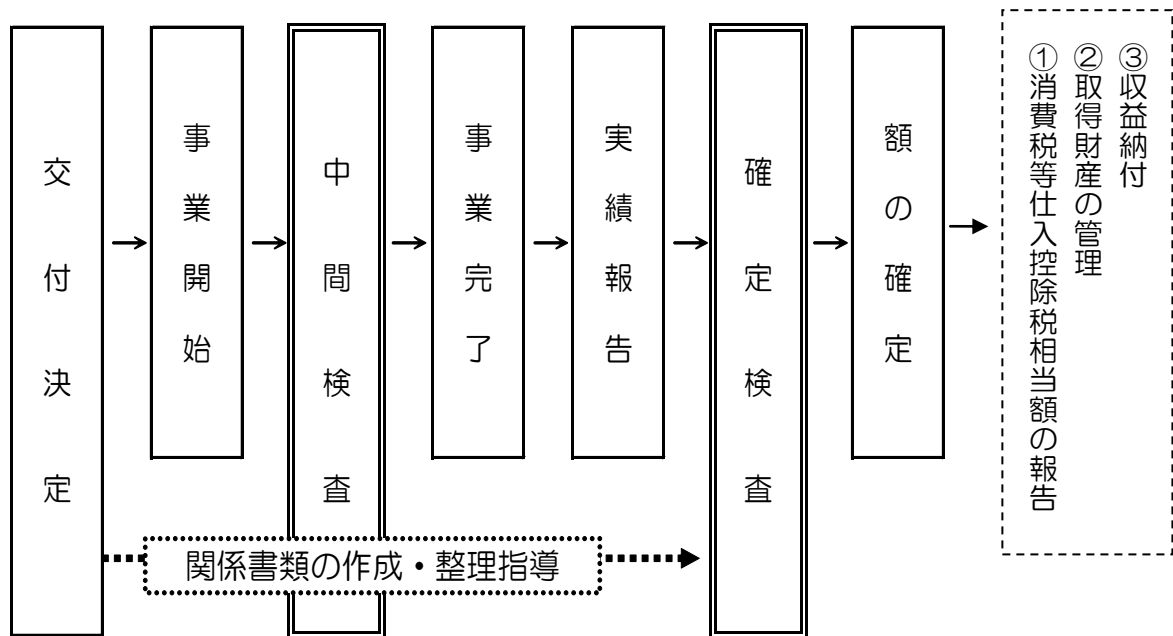 交付決定
事業開始
中間検査
事業完了
実績報告
確定検査
額の確定
③収益納付
②取得財産の管理
①消費税等仕入控除税相当額の報告
関係書類の作成・整理指導